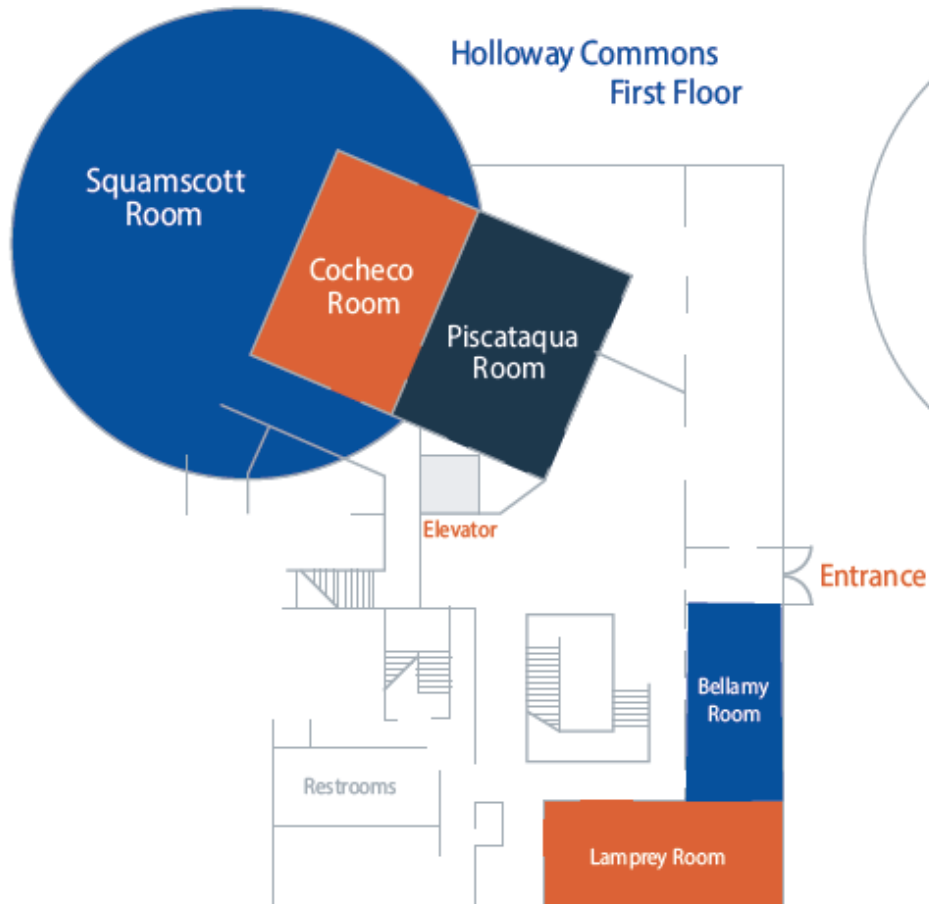 Holloway Commons
First Floor
Squamscott
Room
Cocheco
Room
Piscataqua
Room
Elevator
Entrance
Bellamy
Room
Restrooms
Lamprey Room